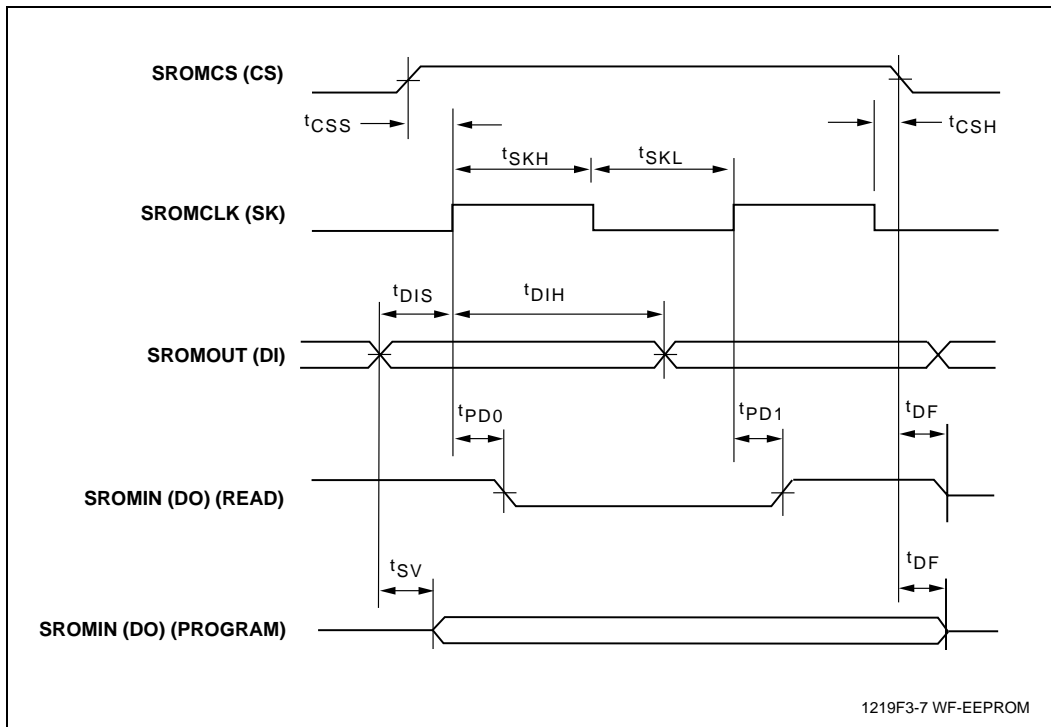 SROMCS (CS)
tCSS
tCSH
tSKH
tSKL
SROMCLK (SK)
tDIS
tDIH
SROMOUT (DI)
tPD0
tPD1
tDF
SROMIN (DO) (READ)
tSV
tDF
SROMIN (DO) (PROGRAM)
1219F3-7 WF-EEPROM